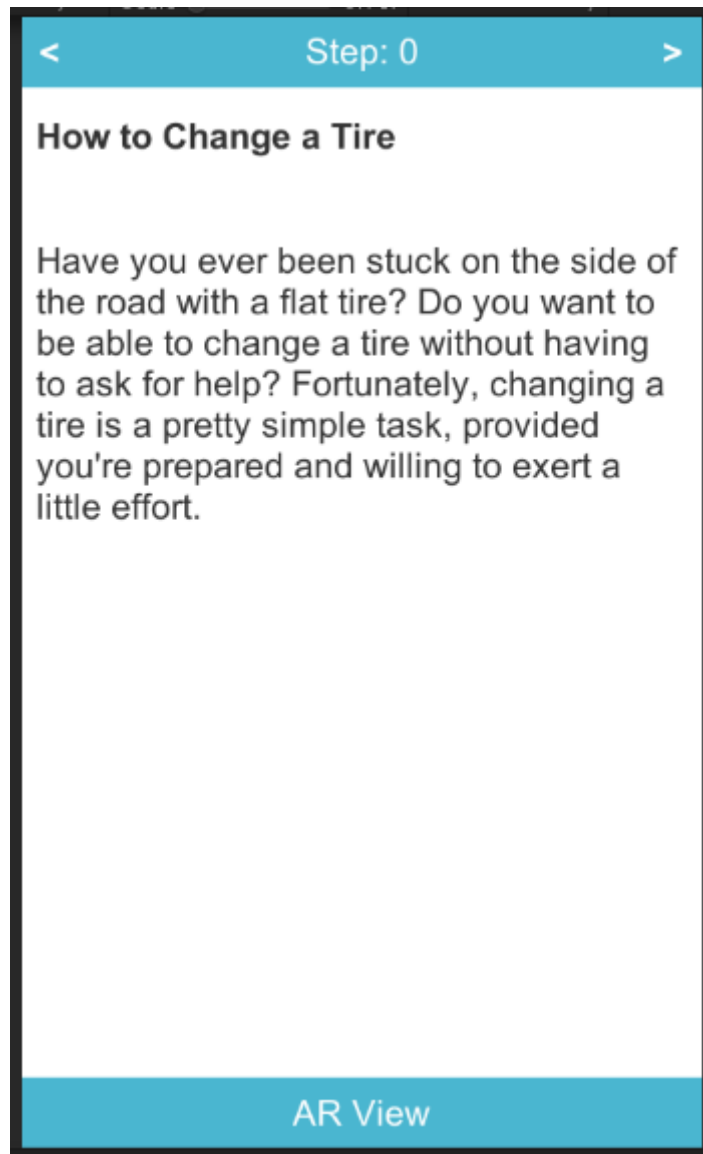 < Step: 0 >
How to Change a Tire
Have you ever been stuck on the side of
the road with a flat tire? Do you want to
be able to change a tire without having
to ask for help? Fortunately, changing a
tire is a pretty simple task, provided
you're prepared and willing to exert a
little effort.
AR View